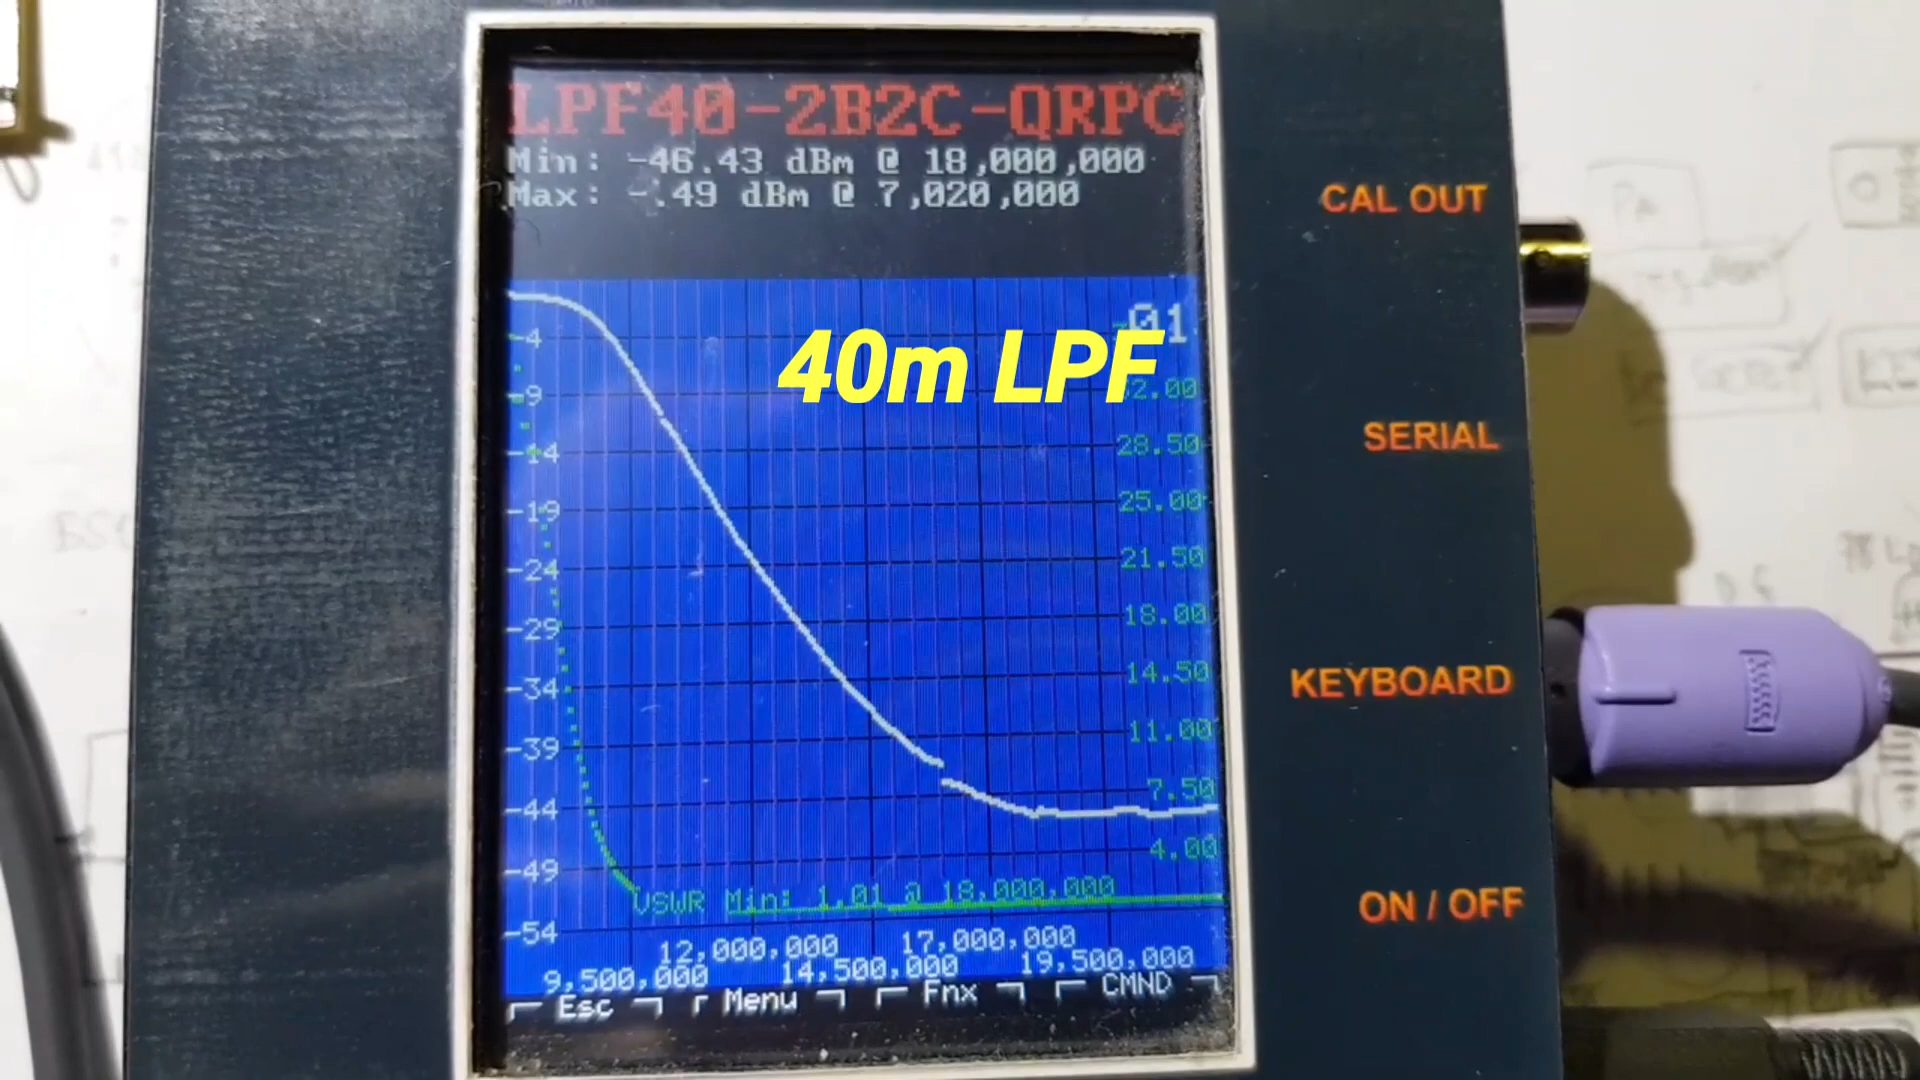 LPF40-2B2C-QRPC
Min: -46.43 dBm @ 18,000,000
Max: -.49 dBm @ 7,020,000
40m LPF
-4
-9
-14
-19
-24
-29
-34
-39
-44
-49
-54
01
32.00
28.50
25.00
21.50
18.00
14.50
11.00
7.50
4.00
VSWR Min: 1.01 @ 18,000,000
12,000,000 17,000,000
9,500,000 14,500,000 19,500,000
Esc Menu Fnx CMND
CAL OUT
SERIAL
KEYBOARD
ON / OFF